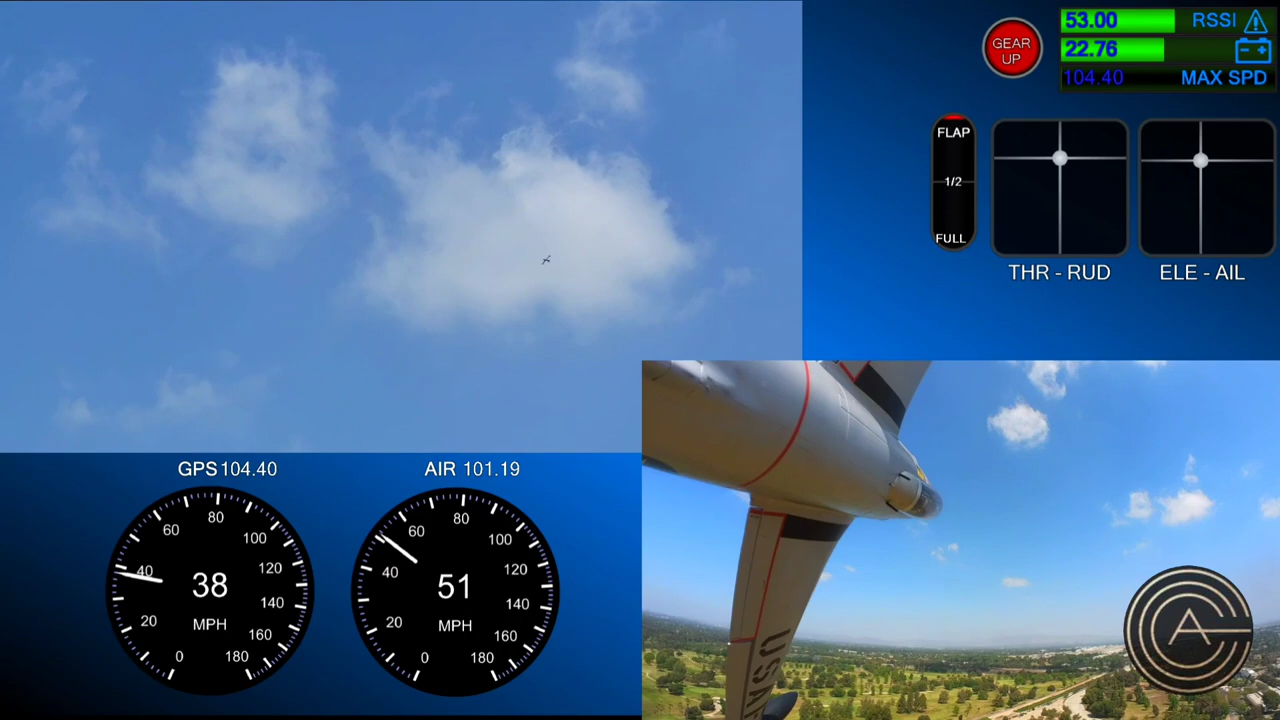 GEAR
UP
53.00 RSSI
22.76
104.40 MAX SPD
FLAP
1/2
FULL
THR - RUD
ELE - AIL
GPS 104.40
0
20
40
60
80
100
120
140
160
180
38
MPH
AIR 101.19
0
20
40
60
80
100
120
140
160
180
51
MPH
USAF
CAG